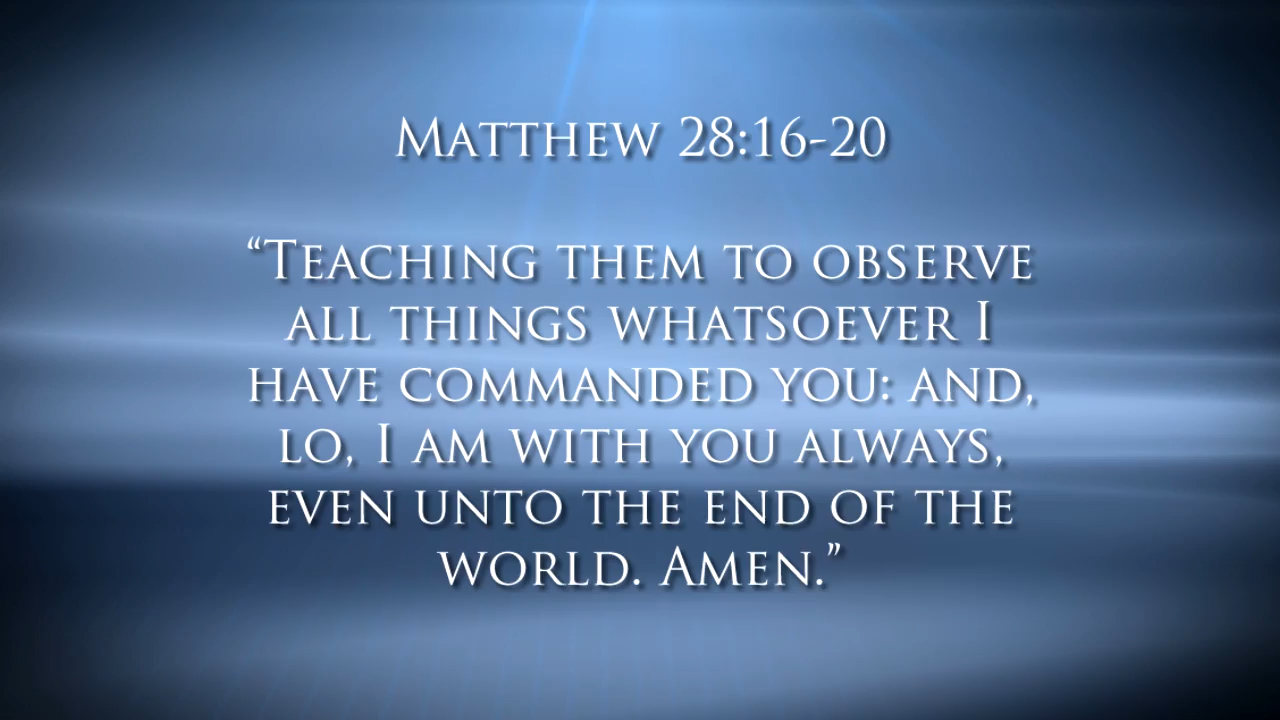 Matthew 28:16-20
“Teaching them to observe
all things whatsoever I
have commanded you: and,
lo, I am with you always,
even unto the end of the
world. Amen.”